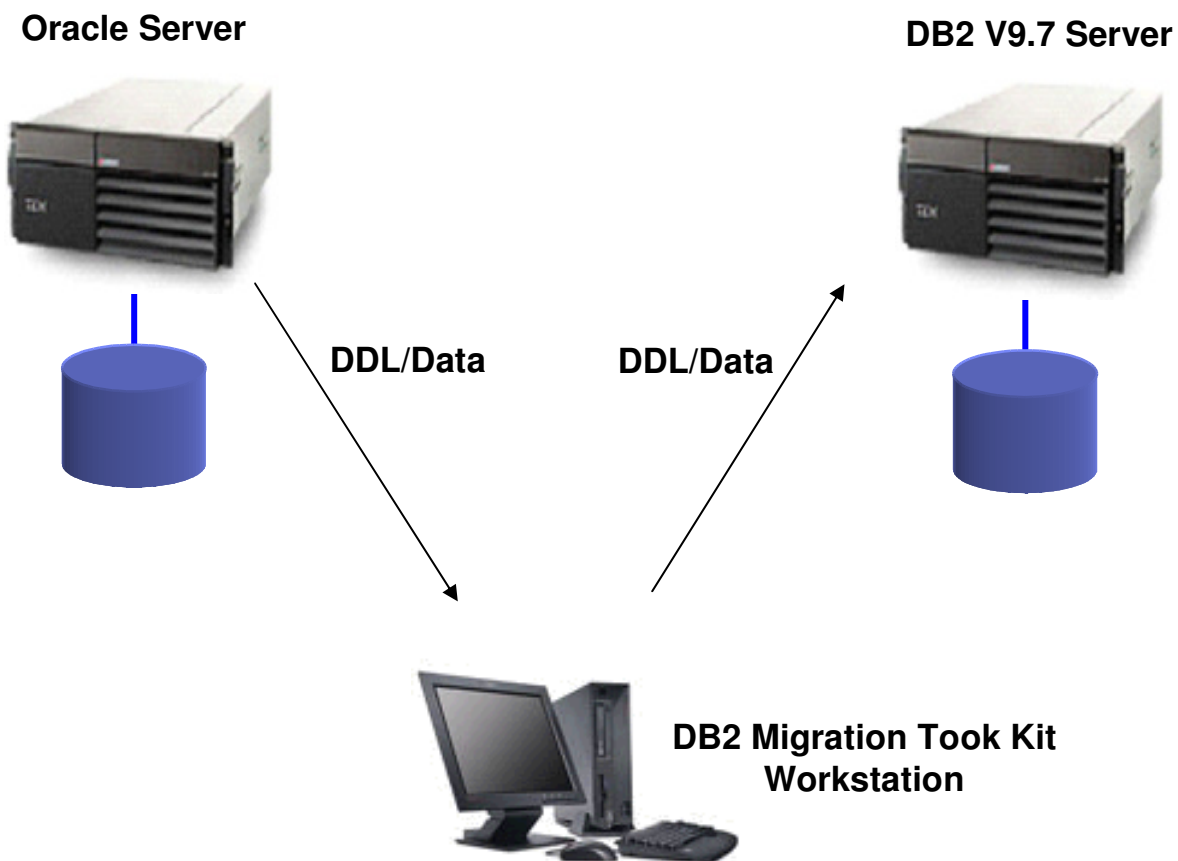 Oracle Server
DB2 V9.7 Server
DDL/Data
DDL/Data
DB2 Migration Took Kit
Workstation